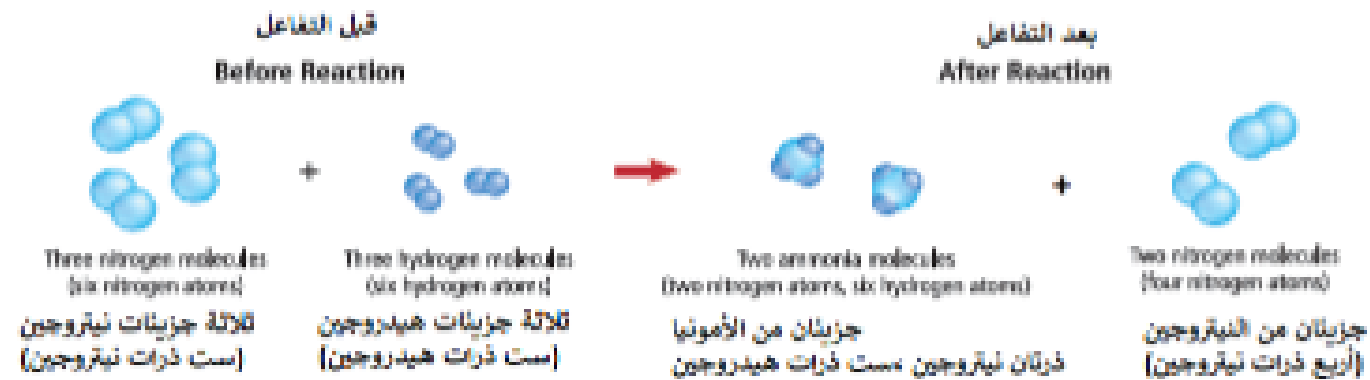 قبل التفاعل
Before Reaction
بعد التفاعل
After Reaction
+
+
Three nitrogen molecules
(six nitrogen atoms)
ثلاثة جزيئات نيتروجين
(ست ذرات نيتروجين)
Three hydrogen molecules
(six hydrogen atoms)
ثلاثة جزيئات هيدروجين
(ست ذرات هيدروجين)
Two ammonia molecules
(two nitrogen atoms, six hydrogen atoms)
جزيئان من الأمونيا
ذرتان نيتروجين ،ست ذرات هيدروجين
Two nitrogen molecules
(four nitrogen atoms)
جزيئان من النيتروجين
(أربع ذرات نيتروجين)